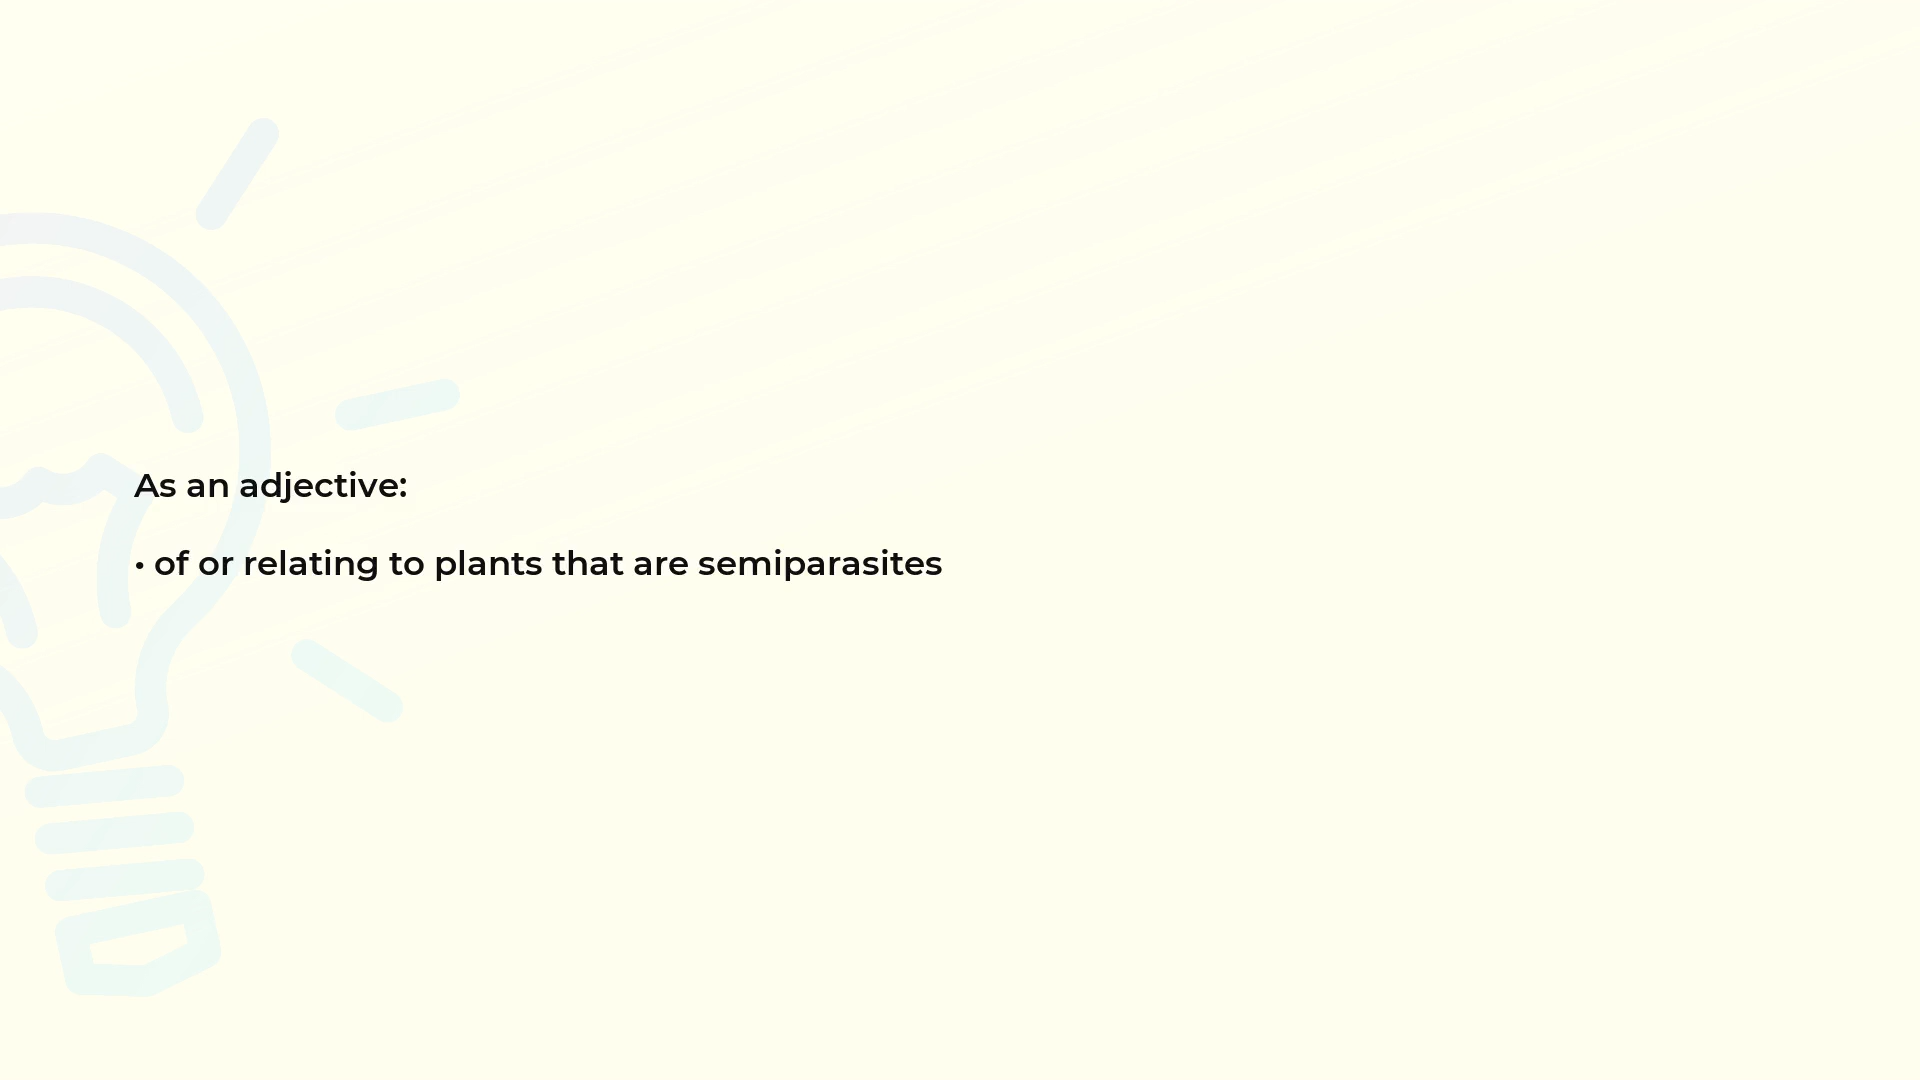 As an adjective:
• of or relating to plants that are semiparasites